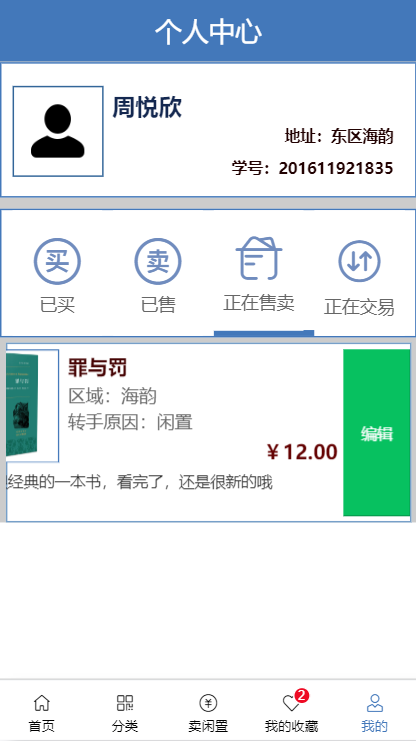 个人中心
周悦欣
地址：东区海韵
学号：201611921835
买
卖
已买
已售
正在售卖
正在交易
罪与罚
罪与罚
区域：海韵
转手原因：闲置
￥12.00
编辑
经典的一本书，看完了，还是很新的哦
2
首页
分类
卖闲置
我的收藏
我的